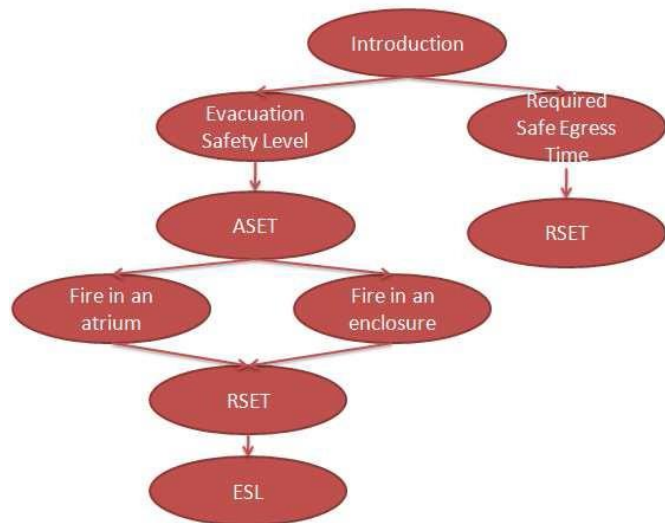 Introduction
Evacuation
Safety Level
Required
Safe Egress
Time
ASET
RSET
Fire in an
atrium
Fire in an
enclosure
RSET
ESL